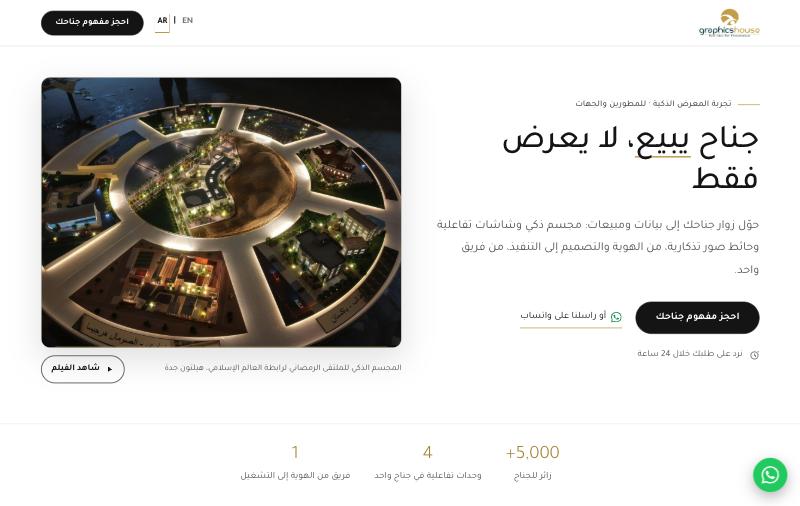 graphicshouse
EN | AR
احجز مفهوم جناحك
تجربة المعرض الذكية · للمطورين والجهات
جناح يبيع، لا يعرض
فقط
حوّل زوار جناحك إلى بيانات ومبيعات: مجسم ذكي وشاشات تفاعلية
وحائط صور تذكارية، من الهوية والتصميم إلى التنفيذ، من فريق
واحد.
احجز مفهوم جناحك
أو راسلنا على واتساب
نرد على طلبك خلال 24 ساعة
المجسم الذكي للملتقى الرمضاني لرابطة العالم الإسلامي، هيلتون جدة
شاهد الفيلم
+5,000
زائر للجناح
4
وحدات تفاعلية في جناح واحد
1
فريق من الهوية إلى التشغيل